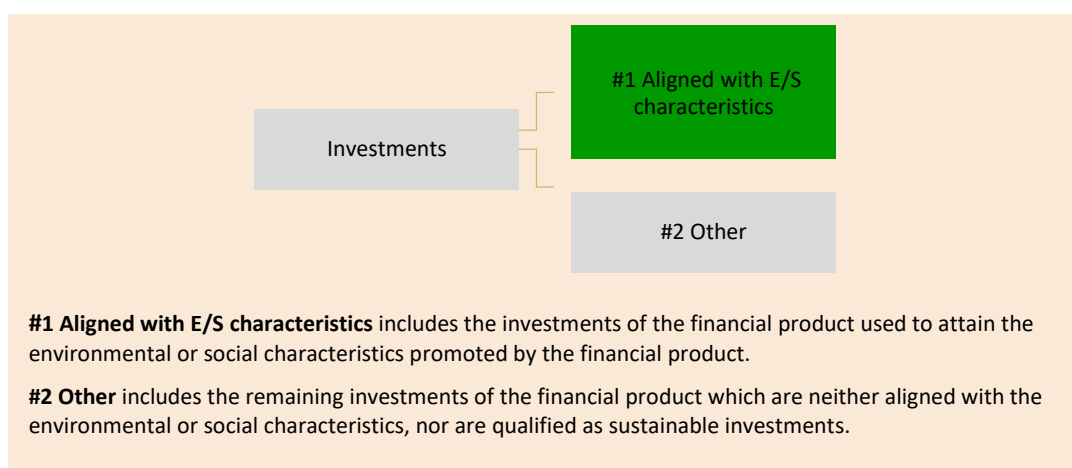 #1 Aligned with E/S
characteristics
Investments
#2 Other
#1 Aligned with E/S characteristics includes the investments of the financial product used to attain the
environmental or social characteristics promoted by the financial product.
#2 Other includes the remaining investments of the financial product which are neither aligned with the
environmental or social characteristics, nor are qualified as sustainable investments.